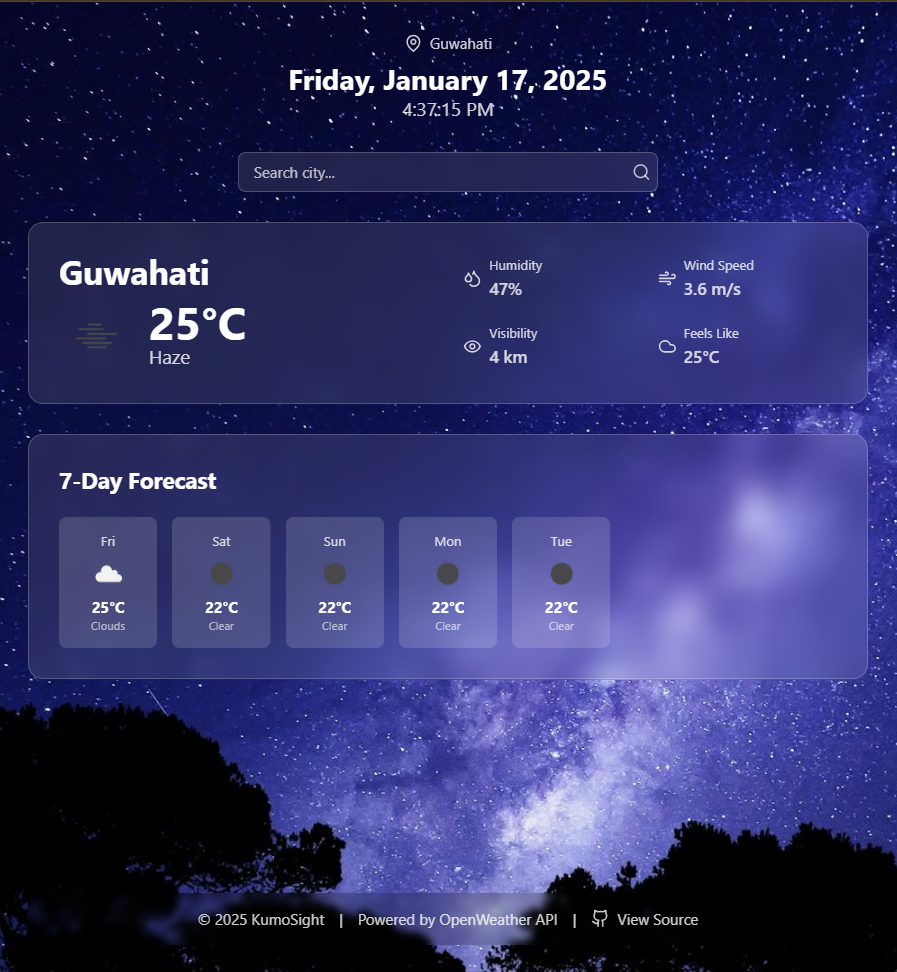 Guwahati
Friday, January 17, 2025
4:37:15 PM
Search city...
Guwahati
25°C
Haze
Humidity
47%
Wind Speed
3.6 m/s
Visibility
4 km
Feels Like
25°C
7-Day Forecast
Fri
25°C
Clouds
Sat
22°C
Clear
Sun
22°C
Clear
Mon
22°C
Clear
Tue
22°C
Clear
© 2025 KumoSight | Powered by OpenWeather API | View Source